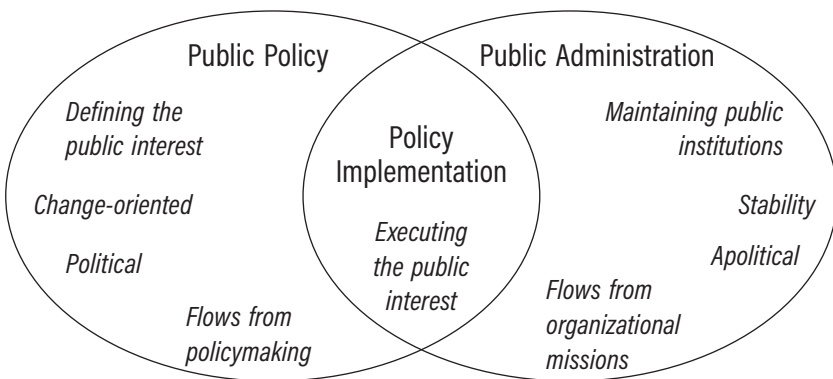 Public Policy
Defining the
public interest
Change-oriented
Political
Flows from
policymaking
Policy
Implementation
Executing
the public
interest
Public Administration
Maintaining public
institutions
Stability
Apolitical
Flows from
organizational
missions